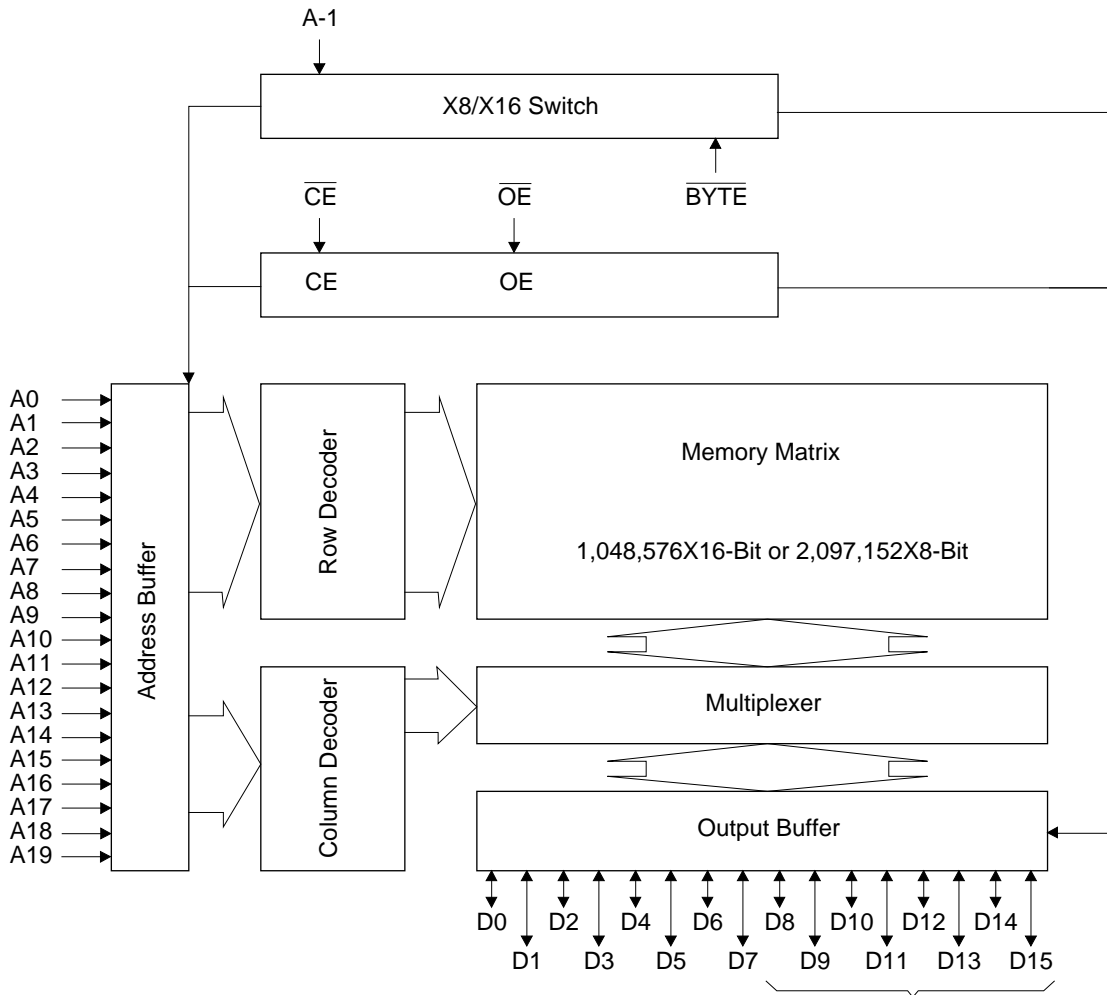 A-1
X8/X16 Switch
CE OE BYTE
CE OE
A0
A1
A2
A3
A4
A5
A6
A7
A8
A9
A10
A11
A12
A13
A14
A15
A16
A17
A18
A19
Address Buffer
Row Decoder
Column Decoder
Memory Matrix
1,048,576X16-Bit or 2,097,152X8-Bit
Multiplexer
Output Buffer
D0 D2 D4 D6 D8 D10 D12 D14
D1 D3 D5 D7 D9 D11 D13 D15